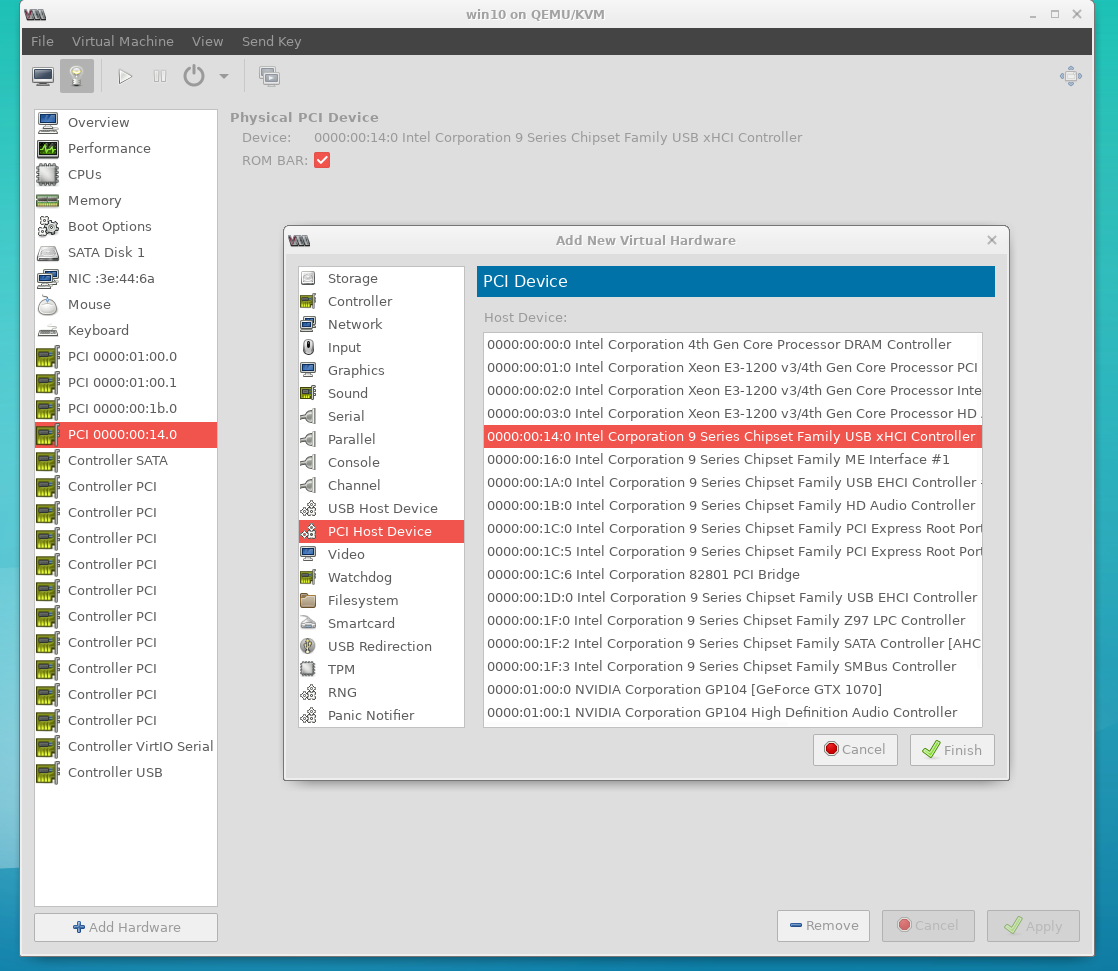 win10 on QEMU/KVM
File Virtual Machine View Send Key
Overview
Performance
CPUs
Memory
Boot Options
SATA Disk 1
NIC :3e:44:6a
Mouse
Keyboard
PCI 0000:01:00.0
PCI 0000:01:00.1
PCI 0000:00:1b.0
PCI 0000:00:14.0
Controller SATA
Controller PCI
Controller PCI
Controller PCI
Controller PCI
Controller PCI
Controller PCI
Controller PCI
Controller PCI
Controller PCI
Controller PCI
Controller VirtIO Serial
Controller USB
Add Hardware
Physical PCI Device
Device: 0000:00:14:0 Intel Corporation 9 Series Chipset Family USB xHCI Controller
ROM BAR:
Add New Virtual Hardware
Storage
Controller
Network
Input
Graphics
Sound
Serial
Parallel
Console
Channel
USB Host Device
PCI Host Device
Video
Watchdog
Filesystem
Smartcard
USB Redirection
TPM
RNG
Panic Notifier
PCI Device
Host Device:
0000:00:00:0 Intel Corporation 4th Gen Core Processor DRAM Controller
0000:00:01:0 Intel Corporation Xeon E3-1200 v3/4th Gen Core Processor PCI
0000:00:02:0 Intel Corporation Xeon E3-1200 v3/4th Gen Core Processor Inte
0000:00:03:0 Intel Corporation Xeon E3-1200 v3/4th Gen Core Processor HD
0000:00:14:0 Intel Corporation 9 Series Chipset Family USB xHCI Controller
0000:00:16:0 Intel Corporation 9 Series Chipset Family ME Interface #1
0000:00:1A:0 Intel Corporation 9 Series Chipset Family USB EHCI Controller
0000:00:1B:0 Intel Corporation 9 Series Chipset Family HD Audio Controller
0000:00:1C:0 Intel Corporation 9 Series Chipset Family PCI Express Root Port
0000:00:1C:5 Intel Corporation 9 Series Chipset Family PCI Express Root Port
0000:00:1C:6 Intel Corporation 82801 PCI Bridge
0000:00:1D:0 Intel Corporation 9 Series Chipset Family USB EHCI Controller
0000:00:1F:0 Intel Corporation 9 Series Chipset Family Z97 LPC Controller
0000:00:1F:2 Intel Corporation 9 Series Chipset Family SATA Controller [AHC
0000:00:1F:3 Intel Corporation 9 Series Chipset Family SMBus Controller
0000:01:00:0 NVIDIA Corporation GP104 [GeForce GTX 1070]
0000:01:00:1 NVIDIA Corporation GP104 High Definition Audio Controller
Cancel Finish
Remove Cancel Apply